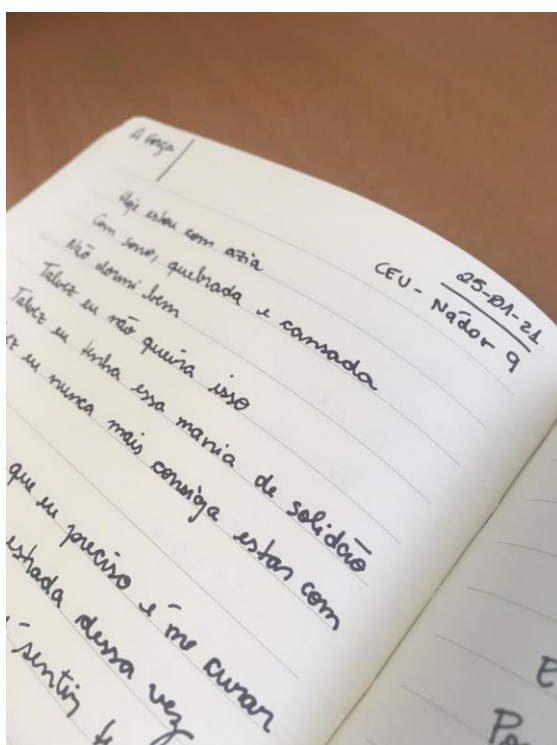 A força
25-01-21
CEU - Nádor 9
Hoje estou com azia
Com sono, quebrada e cansada
Não dormi bem
Talvez eu não queira isso
Talvez eu tenha essa mania de solidão
eu nunca mais consiga estar com
que eu preciso é me curar
dessa vez
sentir
E